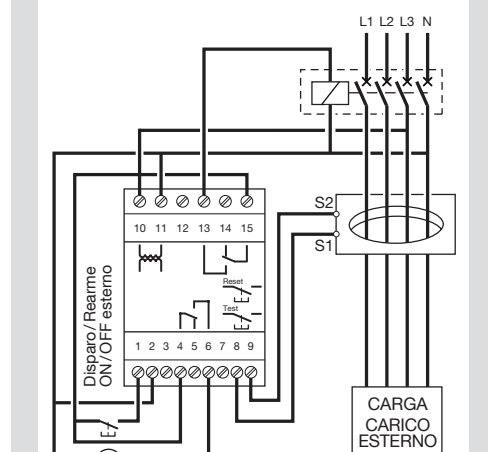 L1 L2 L3 N
S2
S1
10 11 12 13 14 15
Reset
Test
Disparo/Rearme
ON/OFF esterno
1 2 3 4 5 6 7 8 9
CARGA
CARICO
ESTERNO